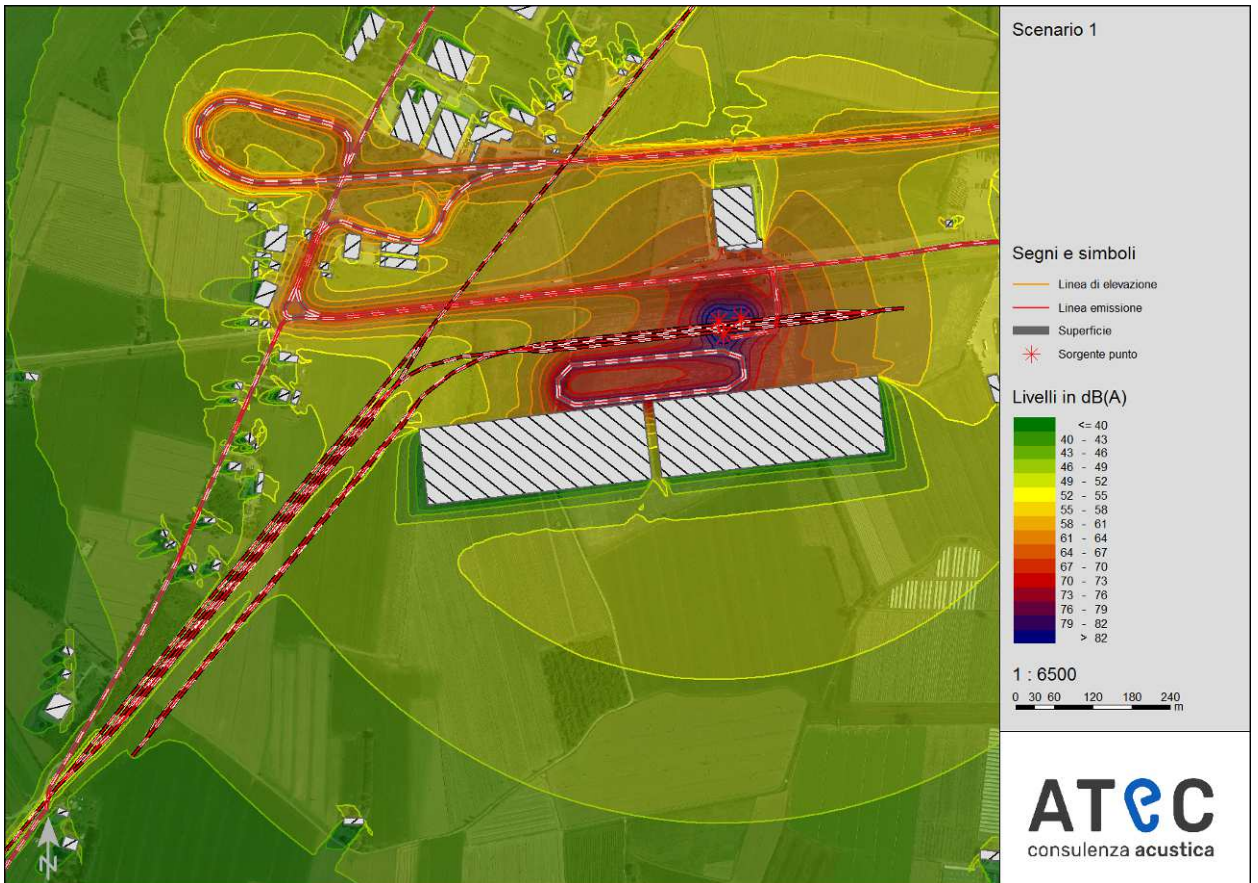 Scenario 1
Segni e simboli
Linea di elevazione
Linea emissione
Superficie
Sorgente punto
Livelli in dB(A)
<= 40
40 - 43
43 - 46
46 - 49
49 - 52
52 - 55
55 - 58
58 - 61
61 - 64
64 - 67
67 - 70
70 - 73
73 - 76
76 - 79
79 - 82
> 82
1 : 6500
0 30 60 120 180 240
m
ATeC
consulenza acustica
N